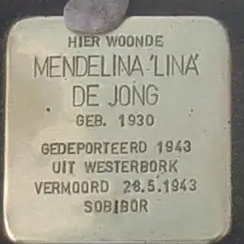 HIER WOONDE
MENDELINA 'LINA'
DE JONG
GEB. 1930
GEDEPORTEERD 1943
UIT WESTERBORK
VERMOORD 28.5.1943
SOBIBOR